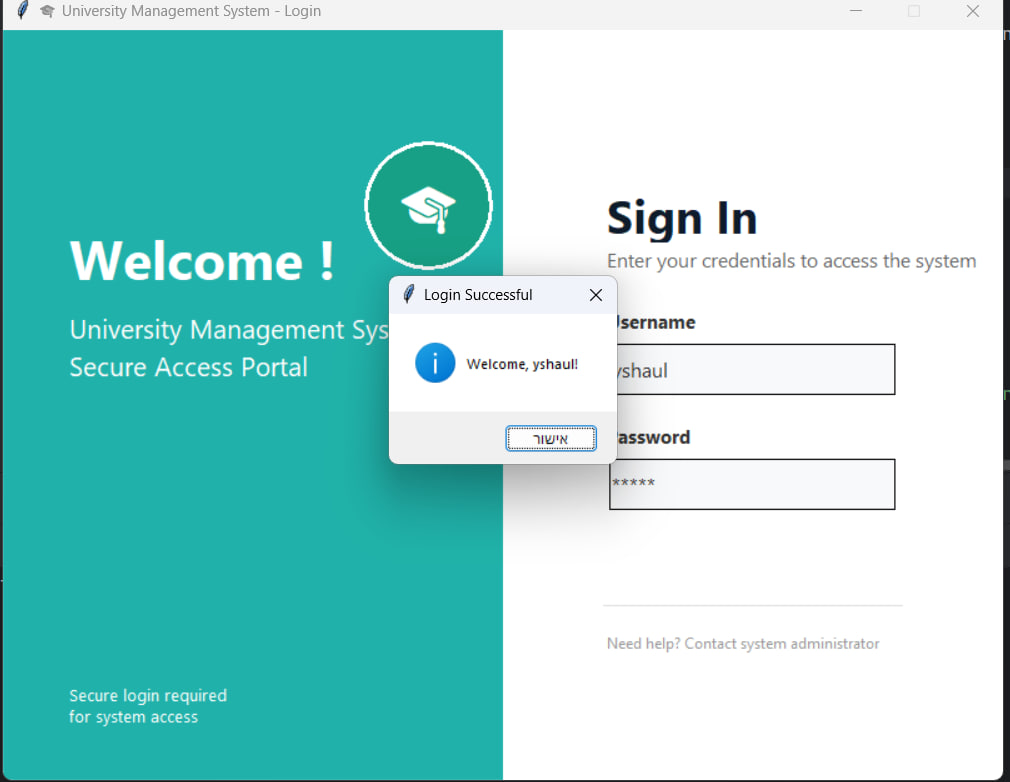 University Management System - Login
Welcome !
University Management Sys
Secure Access Portal
Secure login required
for system access
Login Successful
Welcome, yshaul!
אישור
Sign In
Enter your credentials to access the system
Username
yshaul
Password
*****
Need help? Contact system administrator